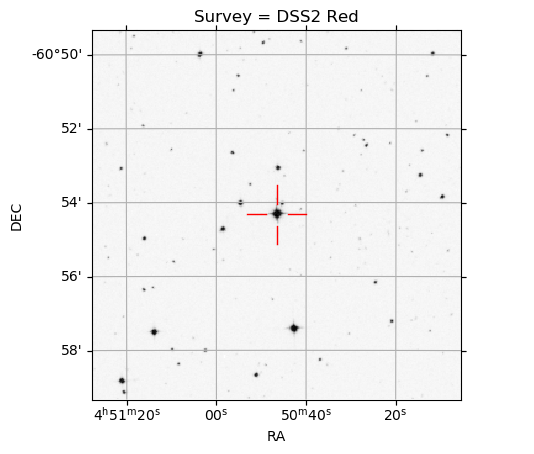 Survey = DSS2 Red
-60°50'
52'
54'
56'
58'
DEC
4ʰ51ᵐ20ˢ 00ˢ 50ᵐ40ˢ 20ˢ
RA